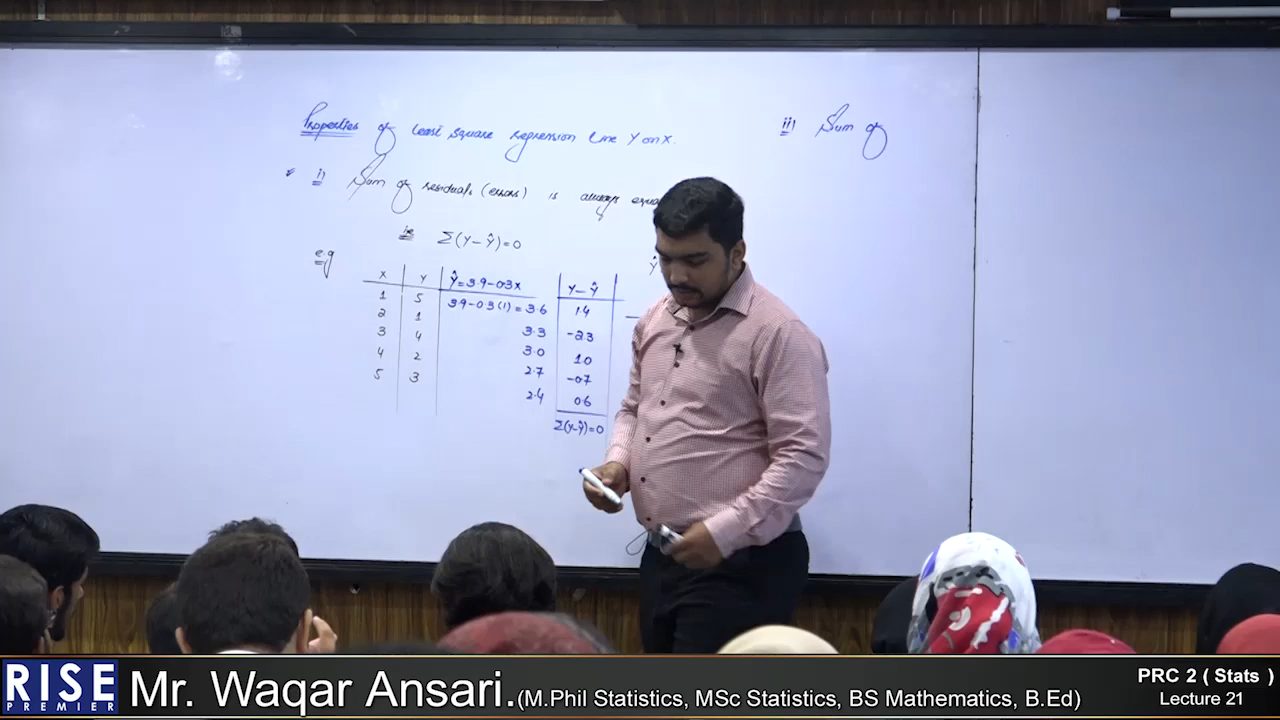 Properties of least square regression line Y on X.
i) Sum of residuals (errors) is always equa
ie Σ(Y-Ŷ)=0
e.g
X Y Ŷ=3.9-0.3x Y-Ŷ
1 5 3.9-0.3(1)=3.6 1.4
2 1 3.3 -2.3
3 4 3.0 1.0
4 2 2.7 -0.7
5 3 2.4 0.6
Σ(Y-Ŷ)=0
Ŷ
ii) Sum of
RISE
PREMIER
Mr. Waqar Ansari.(M.Phil Statistics, MSc Statistics, BS Mathematics, B.Ed)
PRC 2 ( Stats )
Lecture 21